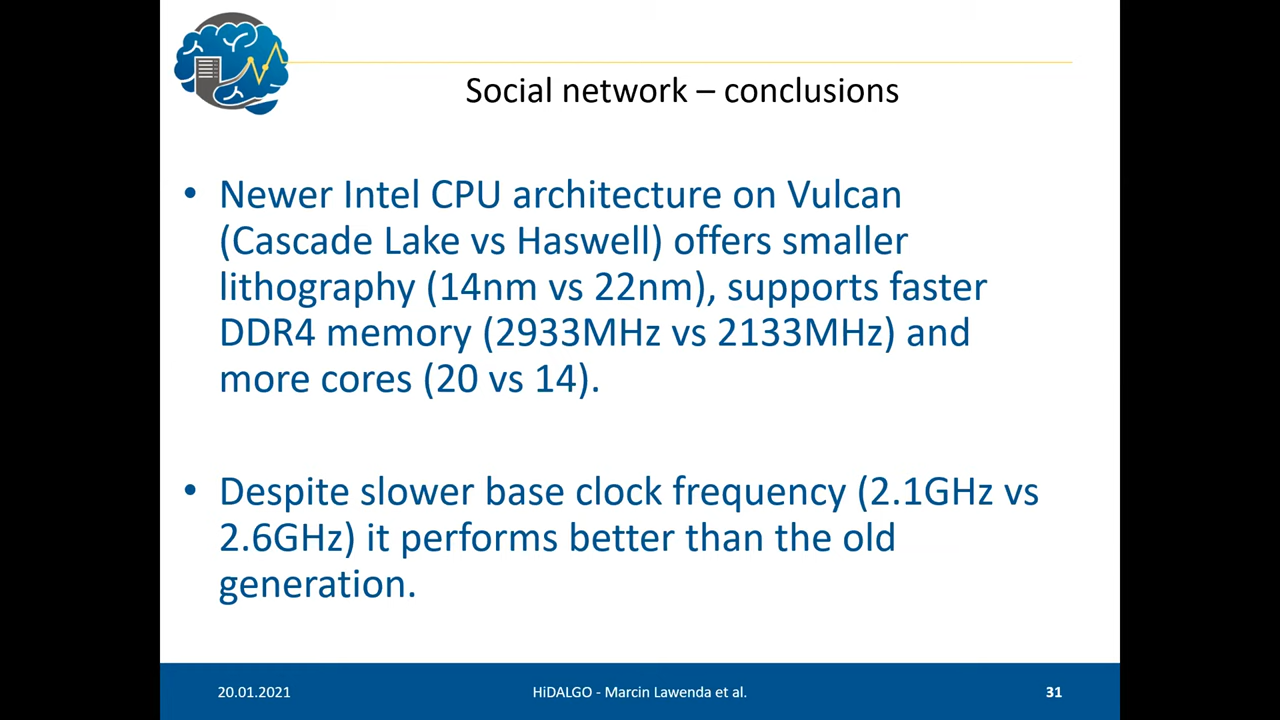 Social network – conclusions
• Newer Intel CPU architecture on Vulcan
(Cascade Lake vs Haswell) offers smaller
lithography (14nm vs 22nm), supports faster
DDR4 memory (2933MHz vs 2133MHz) and
more cores (20 vs 14).
• Despite slower base clock frequency (2.1GHz vs
2.6GHz) it performs better than the old
generation.
20.01.2021
HiDALGO - Marcin Lawenda et al.
31